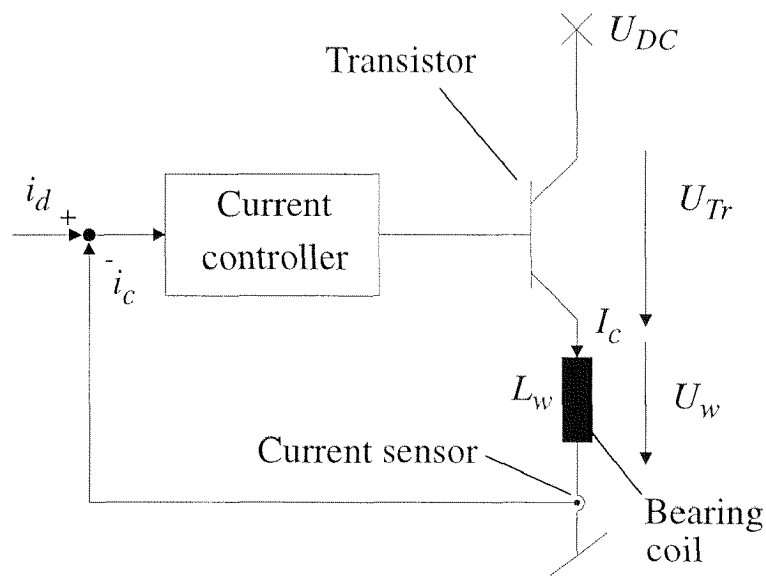 U_DC
Transistor
U_Tr
i_d
+
Current
controller
-
i_c
I_c
L_w
U_w
Current sensor
Bearing
coil